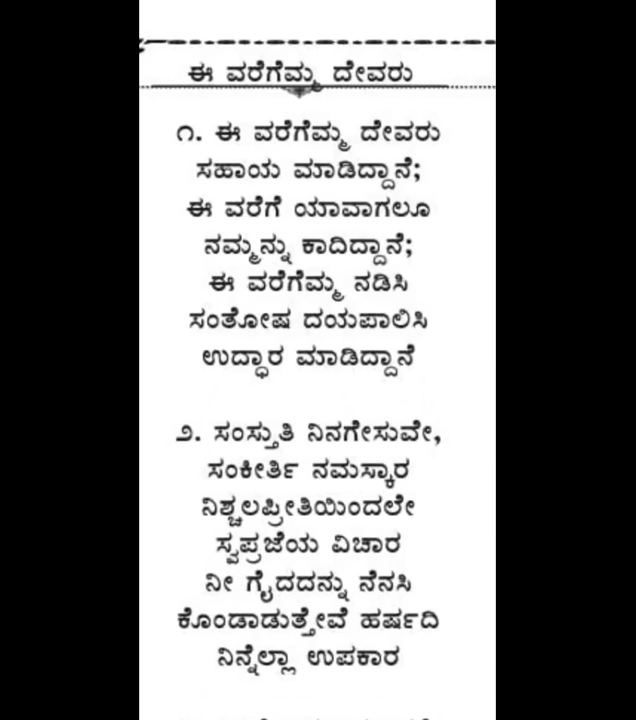 ಈ ವರೆಗೆಮ್ಮ ದೇವರು
೧. ಈ ವರೆಗೆಮ್ಮ ದೇವರು
ಸಹಾಯ ಮಾಡಿದ್ದಾನೆ;
ಈ ವರೆಗೆ ಯಾವಾಗಲೂ
ನಮ್ಮನ್ನು ಕಾದಿದ್ದಾನೆ;
ಈ ವರೆಗೆಮ್ಮ ನಡಿಸಿ
ಸಂತೋಷ ದಯಪಾಲಿಸಿ
ಉದ್ಧಾರ ಮಾಡಿದ್ದಾನೆ
೨. ಸಂಸ್ತುತಿ ನಿನಗೇಸುವೇ,
ಸಂಕೀರ್ತಿ ನಮಸ್ಕಾರ
ನಿಶ್ಚಲಪ್ರೀತಿಯಿಂದಲೇ
ಸ್ವಪ್ರಜೆಯ ವಿಚಾರ
ನೀ ಗೈದದನ್ನು ನೆನಸಿ
ಕೊಂಡಾಡುತ್ತೇವೆ ಹರ್ಷದಿ
ನಿನ್ನೆಲ್ಲಾ ಉಪಕಾರ